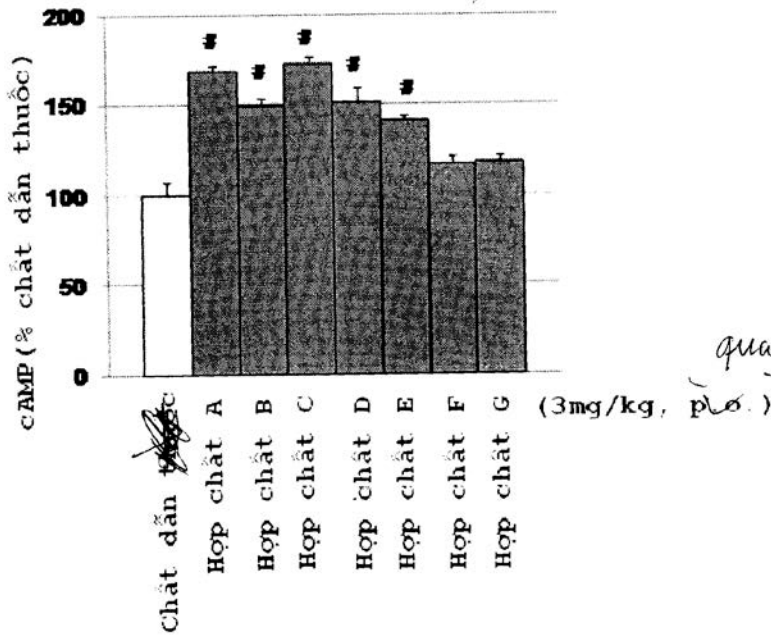 200
150
100
50
0
cAMP(% chất dẫn thuốc)
# # # # #
Chất dẫn
Hợp chất A
Hợp chất B
Hợp chất C
Hợp chất D
Hợp chất E
Hợp chất F
Hợp chất G
qua
(3mg/kg,